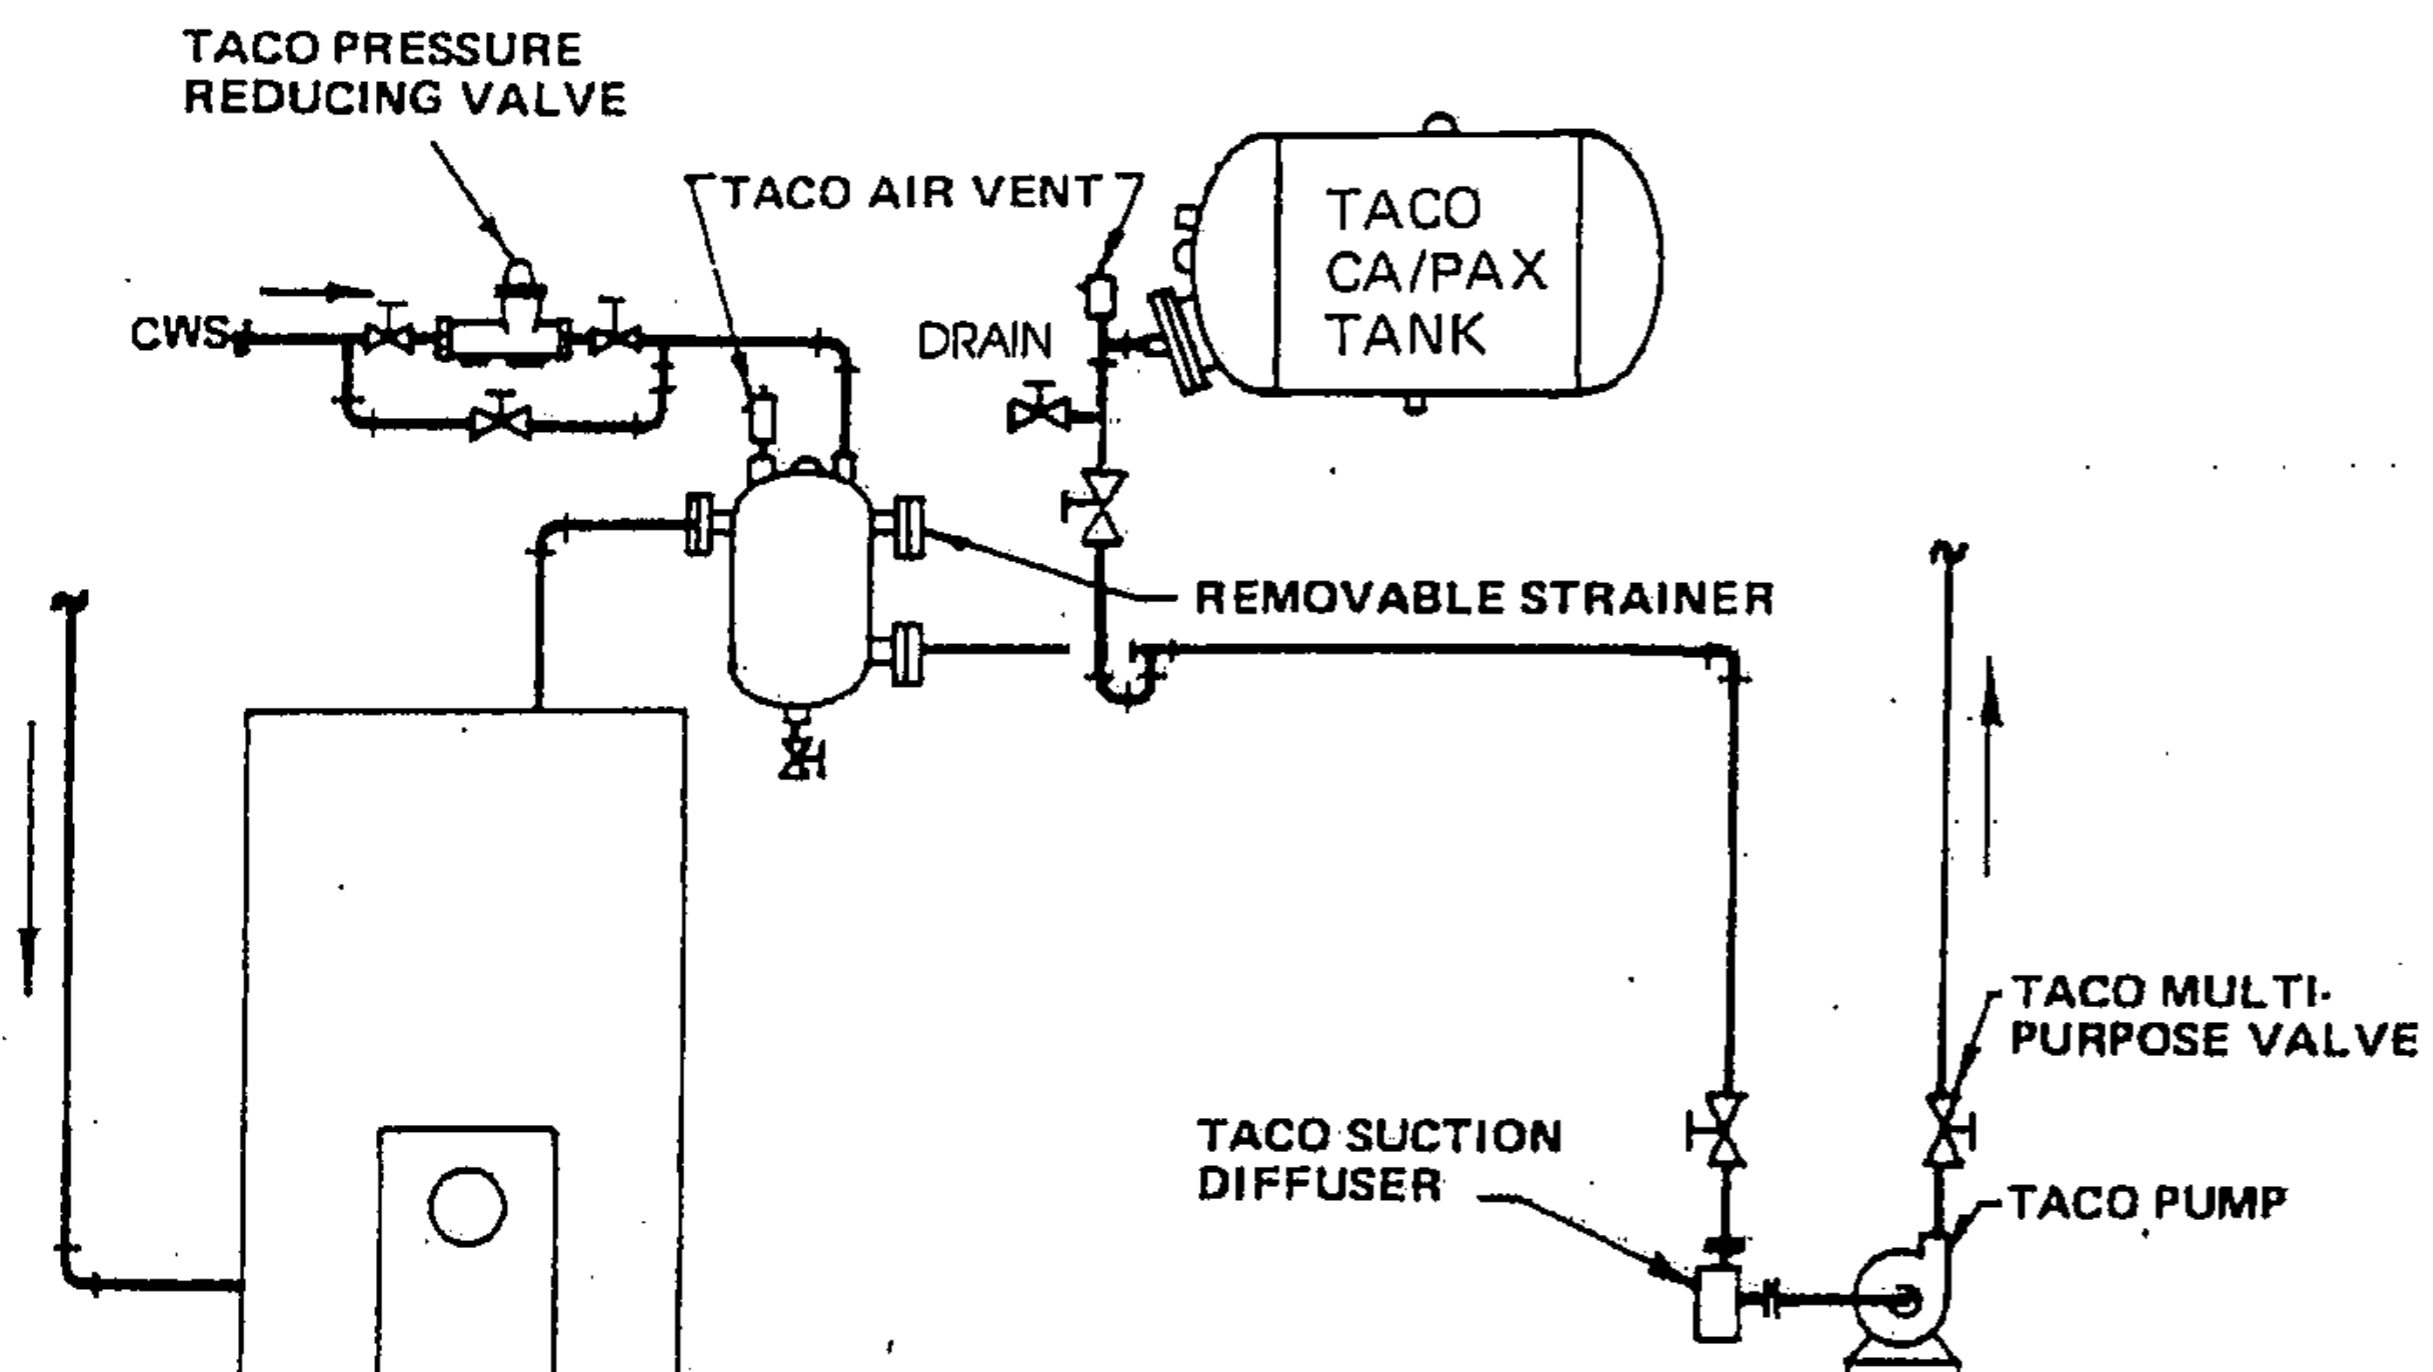 TACO PRESSURE
REDUCING VALVE
TACO AIR VENT
TACO
CA/PAX
TANK
CWS
DRAIN
REMOVABLE STRAINER
TACO MULTI-
PURPOSE VALVE
TACO SUCTION
DIFFUSER
TACO PUMP